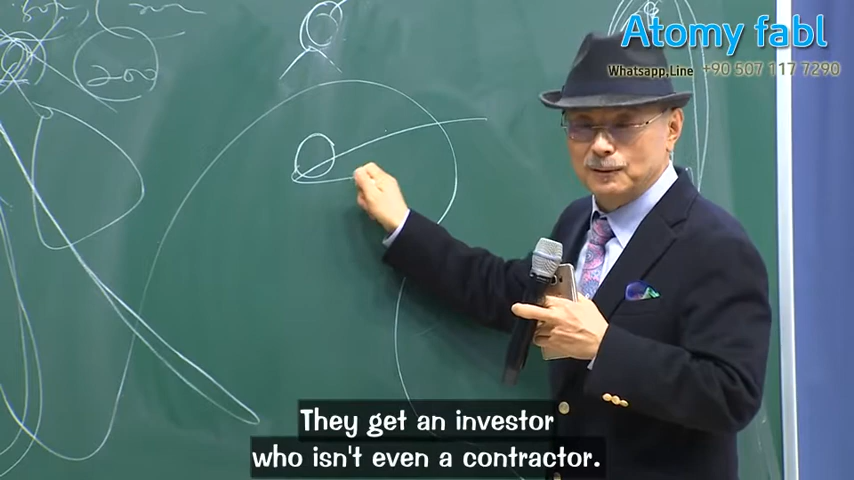 Atomy fabl
Whatsapp,Line +90 507 117 7290
They get an investor
who isn't even a contractor.